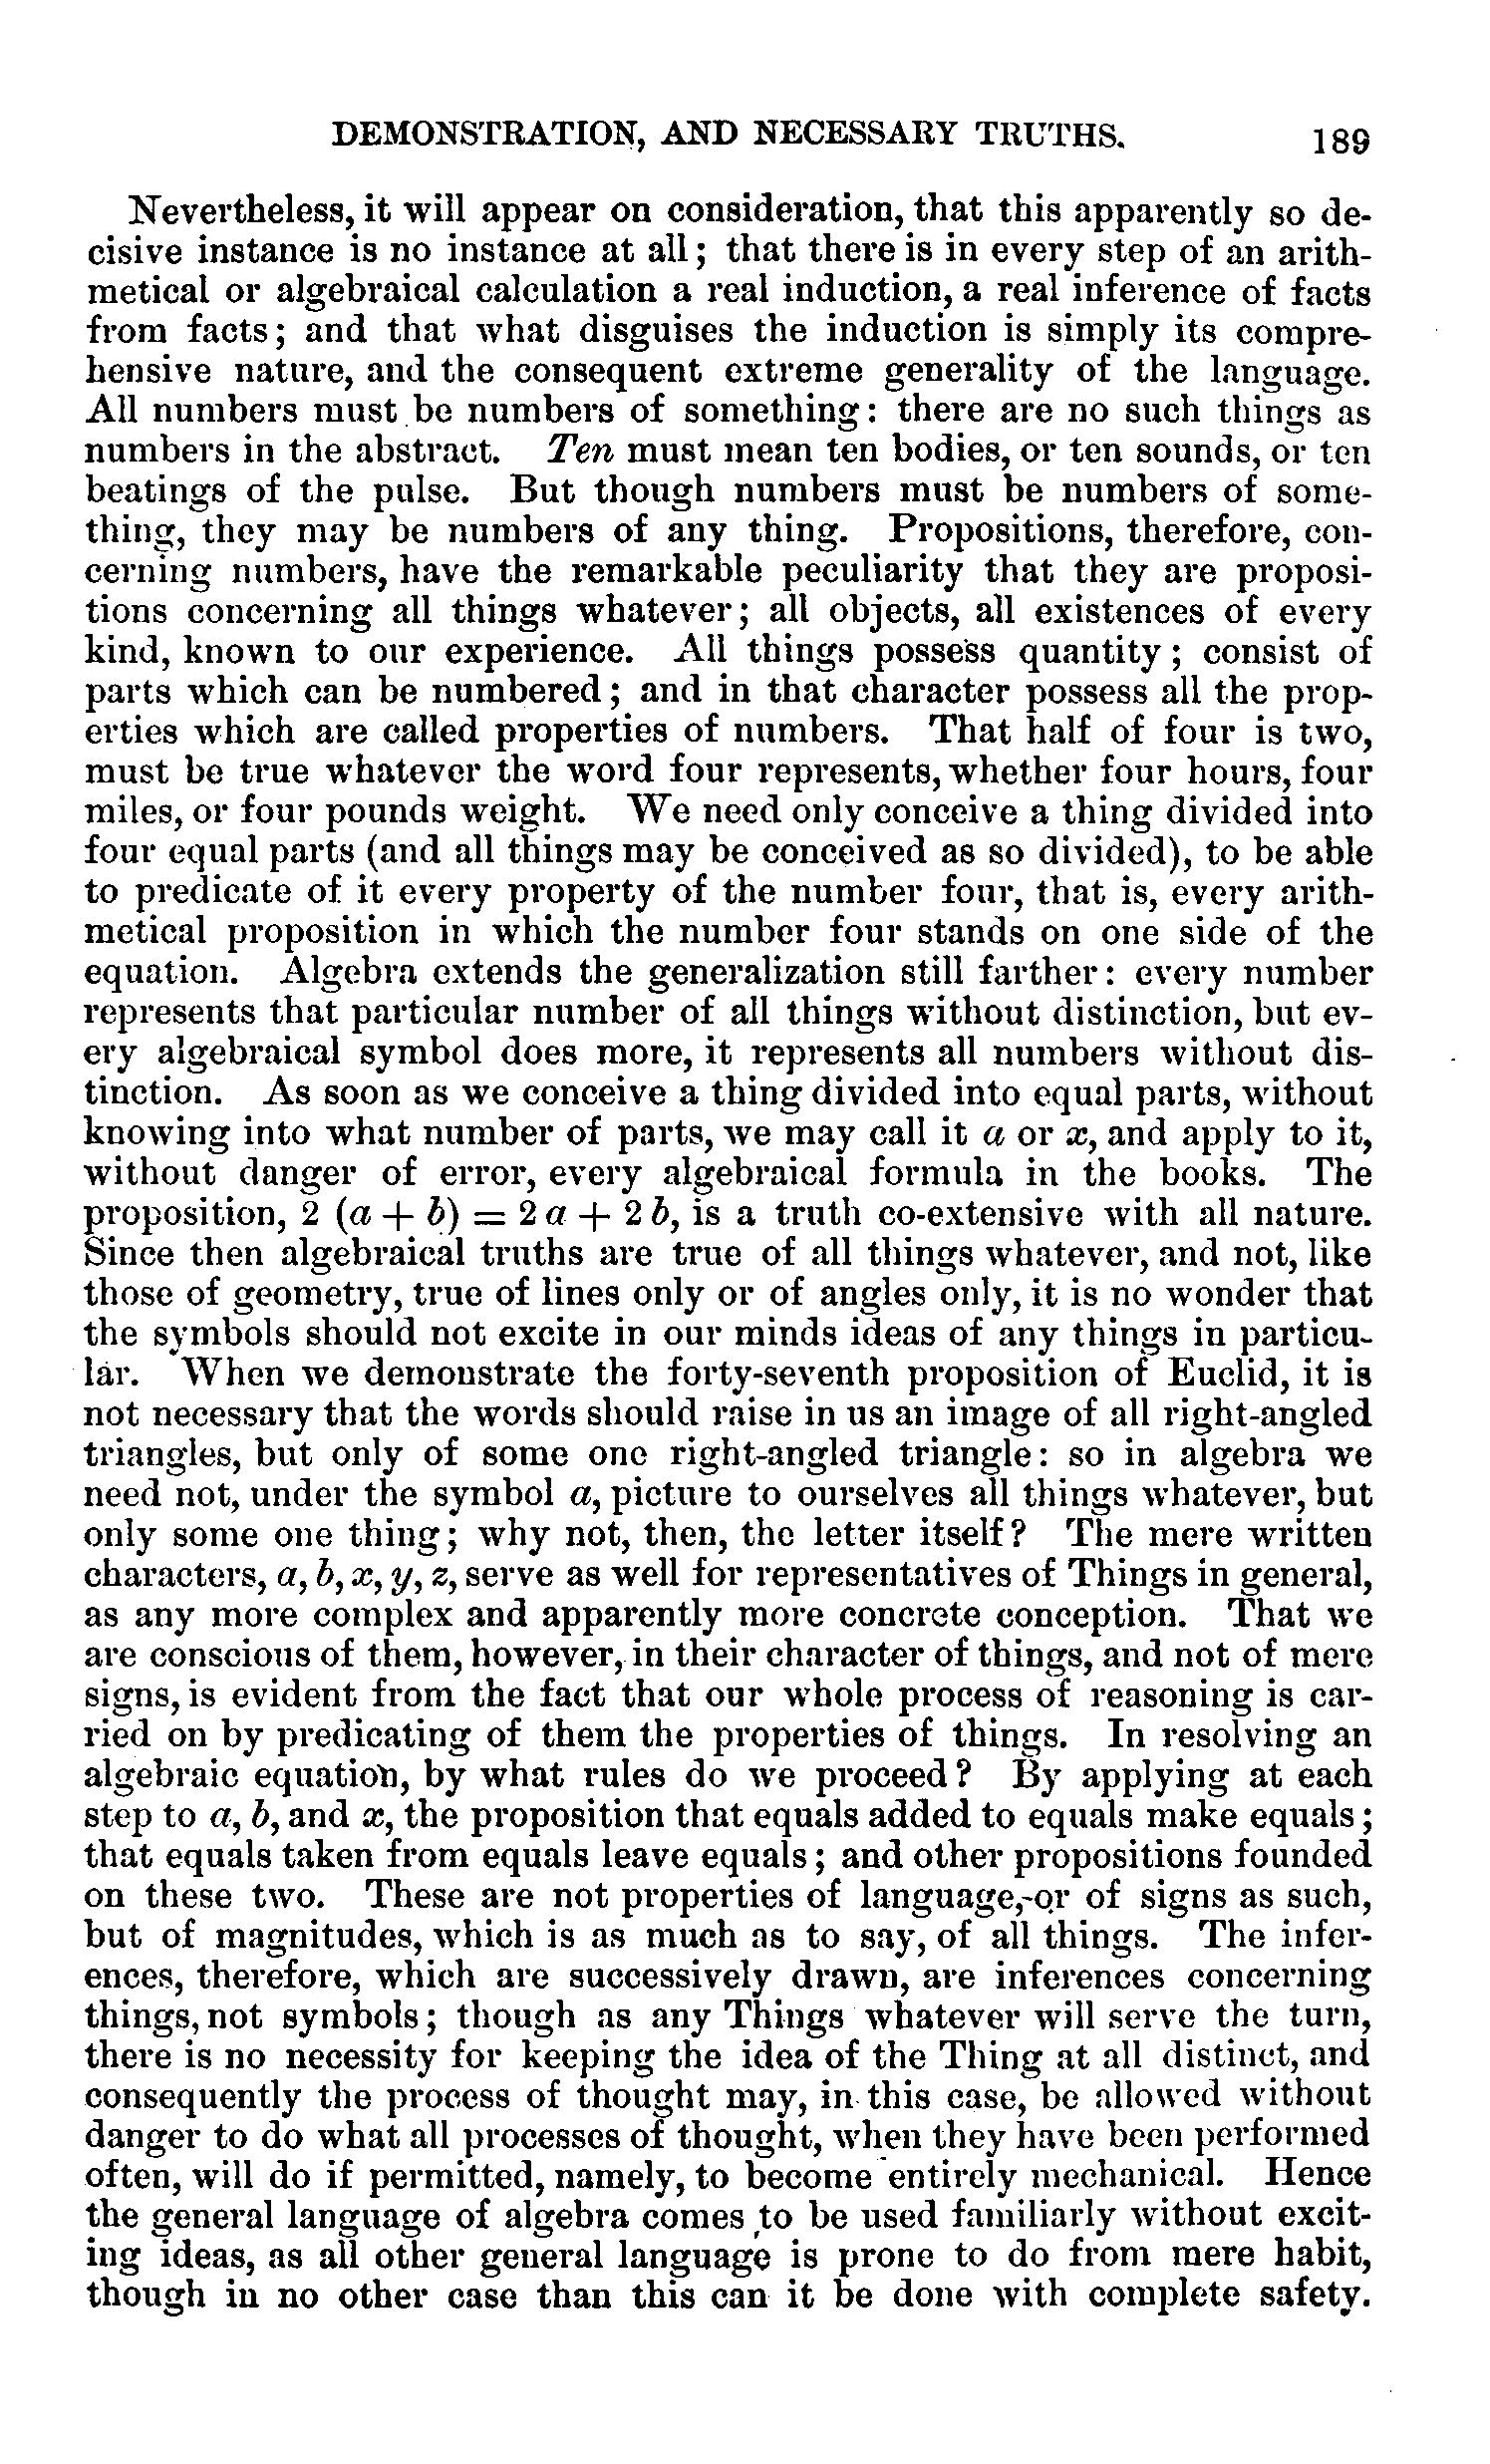 DEMONSTRATION, AND NECESSARY TRUTHS. 189
Nevertheless, it will appear on consideration, that this apparently so de-
cisive instance is no instance at all; that there is in every step of an arith-
metical or algebraical calculation a real induction, a real inference of facts
from facts; and that what disguises the induction is simply its compre-
hensive nature, and the consequent extreme generality of the language.
All numbers must be numbers of something: there are no such things as
numbers in the abstract. Ten must mean ten bodies, or ten sounds, or ten
beatings of the pulse. But though numbers must be numbers of some-
thing, they may be numbers of any thing. Propositions, therefore, con-
cerning numbers, have the remarkable peculiarity that they are proposi-
tions concerning all things whatever; all objects, all existences of every
kind, known to our experience. All things possess quantity; consist of
parts which can be numbered; and in that character possess all the prop-
erties which are called properties of numbers. That half of four is two,
must be true whatever the word four represents, whether four hours, four
miles, or four pounds weight. We need only conceive a thing divided into
four equal parts (and all things may be conceived as so divided), to be able
to predicate of it every property of the number four, that is, every arith-
metical proposition in which the number four stands on one side of the
equation. Algebra extends the generalization still farther: every number
represents that particular number of all things without distinction, but ev-
ery algebraical symbol does more, it represents all numbers without dis-
tinction. As soon as we conceive a thing divided into equal parts, without
knowing into what number of parts, we may call it a or x, and apply to it,
without danger of error, every algebraical formula in the books. The
proposition, 2 (a + b) = 2 a + 2 b, is a truth co-extensive with all nature.
Since then algebraical truths are true of all things whatever, and not, like
those of geometry, true of lines only or of angles only, it is no wonder that
the symbols should not excite in our minds ideas of any things in particu-
lar. When we demonstrate the forty-seventh proposition of Euclid, it is
not necessary that the words should raise in us an image of all right-angled
triangles, but only of some one right-angled triangle: so in algebra we
need not, under the symbol a, picture to ourselves all things whatever, but
only some one thing; why not, then, the letter itself? The mere written
characters, a, b, x, y, z, serve as well for representatives of Things in general,
as any more complex and apparently more concrete conception. That we
are conscious of them, however, in their character of things, and not of mere
signs, is evident from the fact that our whole process of reasoning is car-
ried on by predicating of them the properties of things. In resolving an
algebraic equation, by what rules do we proceed? By applying at each
step to a, b, and x, the proposition that equals added to equals make equals;
that equals taken from equals leave equals; and other propositions founded
on these two. These are not properties of language, or of signs as such,
but of magnitudes, which is as much as to say, of all things. The infer-
ences, therefore, which are successively drawn, are inferences concerning
things, not symbols; though as any Things whatever will serve the turn,
there is no necessity for keeping the idea of the Thing at all distinct, and
consequently the process of thought may, in this case, be allowed without
danger to do what all processes of thought, when they have been performed
often, will do if permitted, namely, to become entirely mechanical. Hence
the general language of algebra comes to be used familiarly without excit-
ing ideas, as all other general language is prone to do from mere habit,
though in no other case than this can it be done with complete safety.